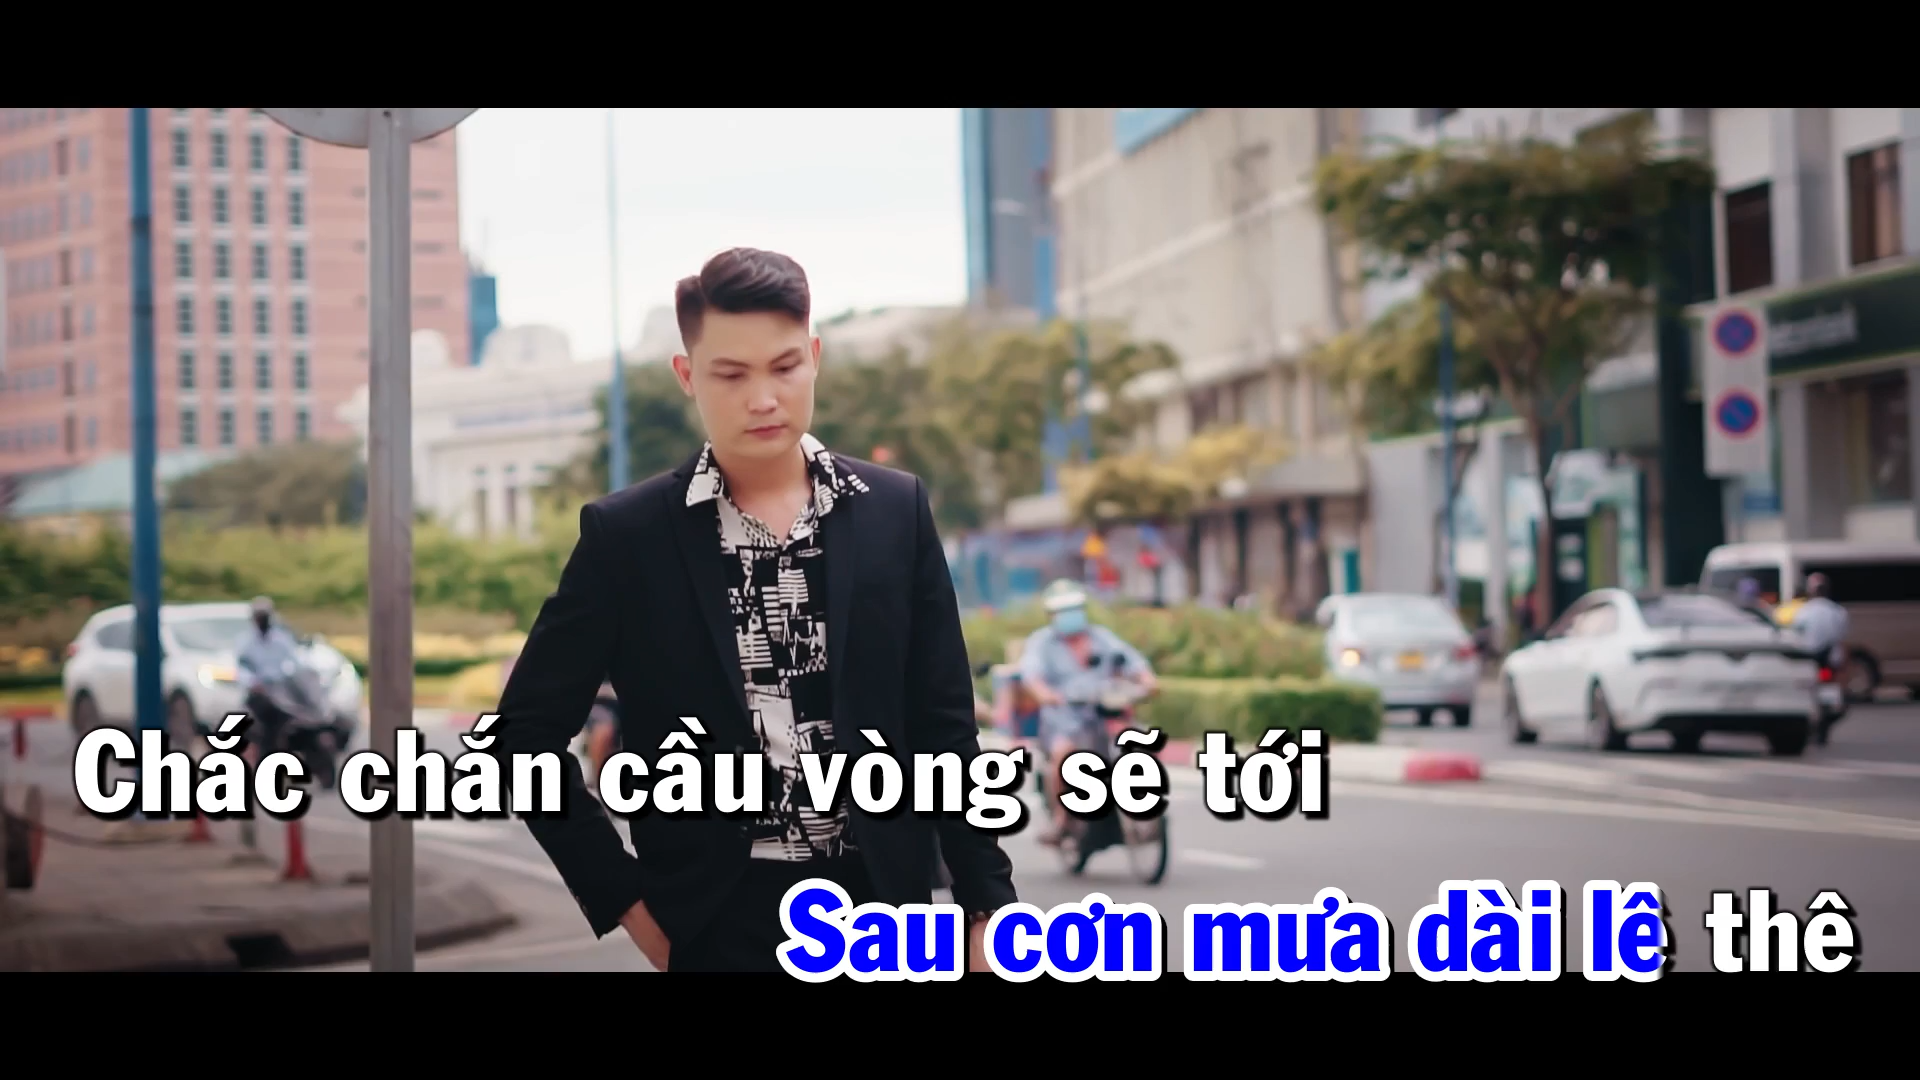 Chắc chắn cầu vòng sẽ tới
Sau cơn mưa dài lê thê